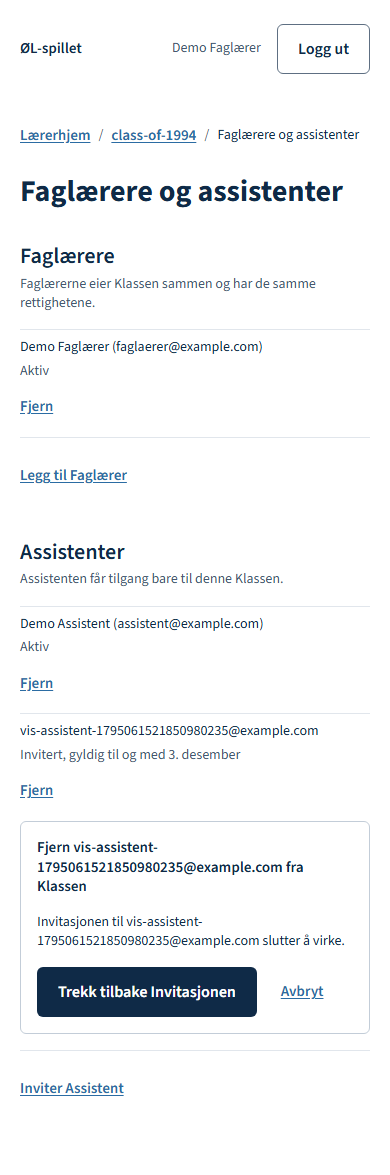 ØL-spillet
Demo Faglærer
Logg ut
Lærerhjem / class-of-1994 / Faglærere og assistenter
Faglærere og assistenter
Faglærere
Faglærerne eier Klassen sammen og har de samme
rettighetene.
Demo Faglærer (faglaerer@example.com)
Aktiv
Fjern
Legg til Faglærer
Assistenter
Assistenten får tilgang bare til denne Klassen.
Demo Assistent (assistent@example.com)
Aktiv
Fjern
vis-assistent-1795061521850980235@example.com
Invitert, gyldig til og med 3. desember
Fjern
Fjern vis-assistent-
1795061521850980235@example.com fra
Klassen
Invitasjonen til vis-assistent-
1795061521850980235@example.com slutter å virke.
Trekk tilbake Invitasjonen
Avbryt
Inviter Assistent